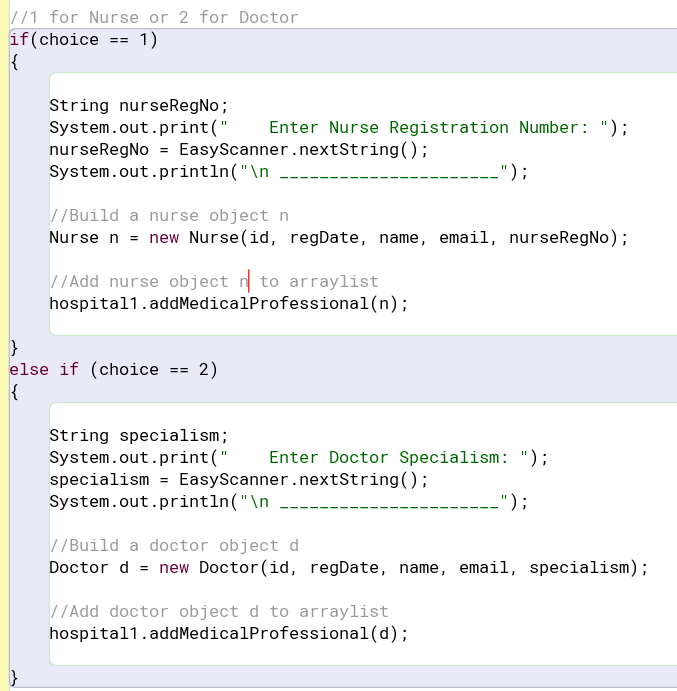 //1 for Nurse or 2 for Doctor
if(choice == 1)
{
String nurseRegNo;
System.out.print("    Enter Nurse Registration Number: ");
nurseRegNo = EasyScanner.nextString();
System.out.println("\n ______________________");
//Build a nurse object n
Nurse n = new Nurse(id, regDate, name, email, nurseRegNo);
//Add nurse object n to arraylist
hospital1.addMedicalProfessional(n);
}
else if (choice == 2)
{
String specialism;
System.out.print("    Enter Doctor Specialism: ");
specialism = EasyScanner.nextString();
System.out.println("\n ______________________");
//Build a doctor object d
Doctor d = new Doctor(id, regDate, name, email, specialism);
//Add doctor object d to arraylist
hospital1.addMedicalProfessional(d);
}